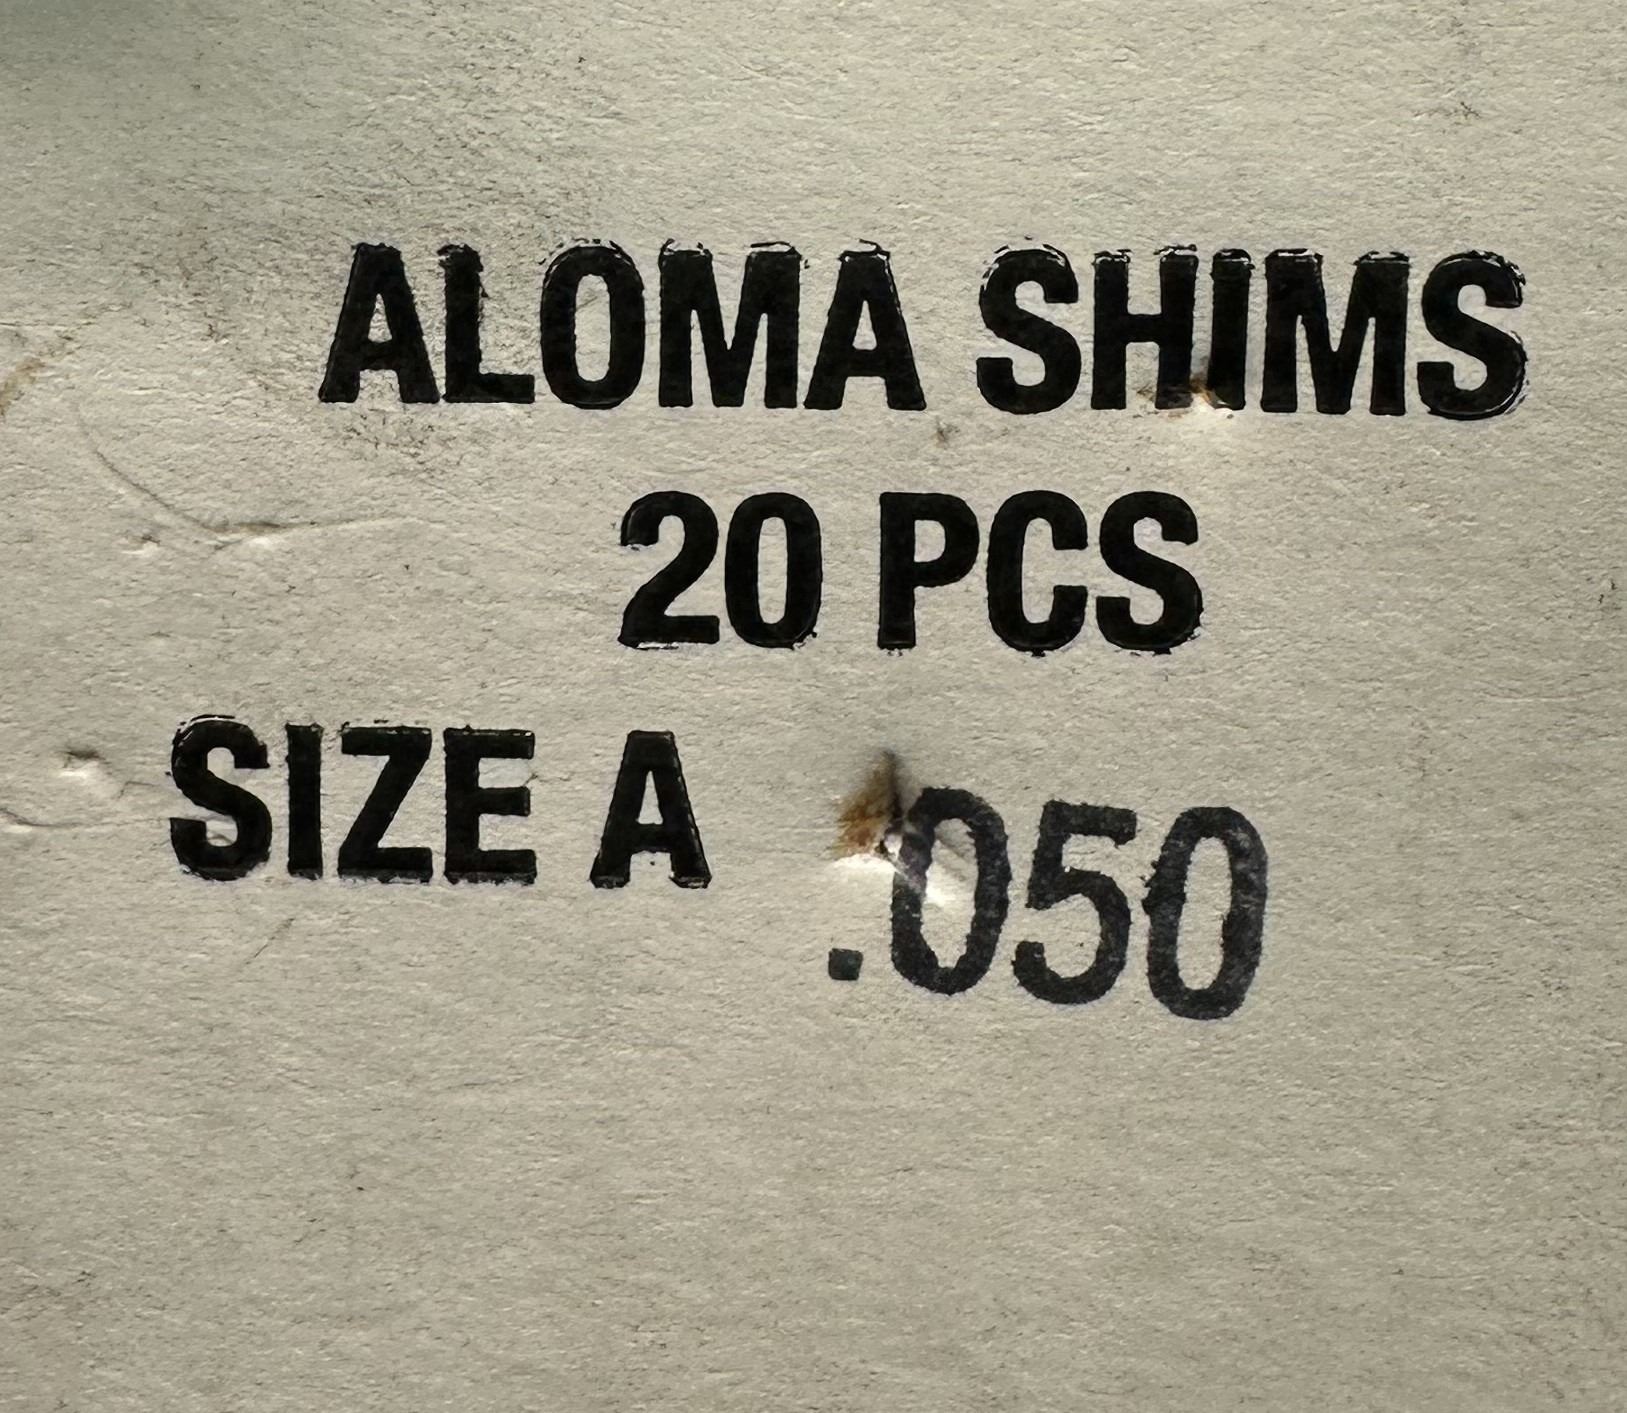 ALOMA SHIMS
20 PCS
SIZE A .050